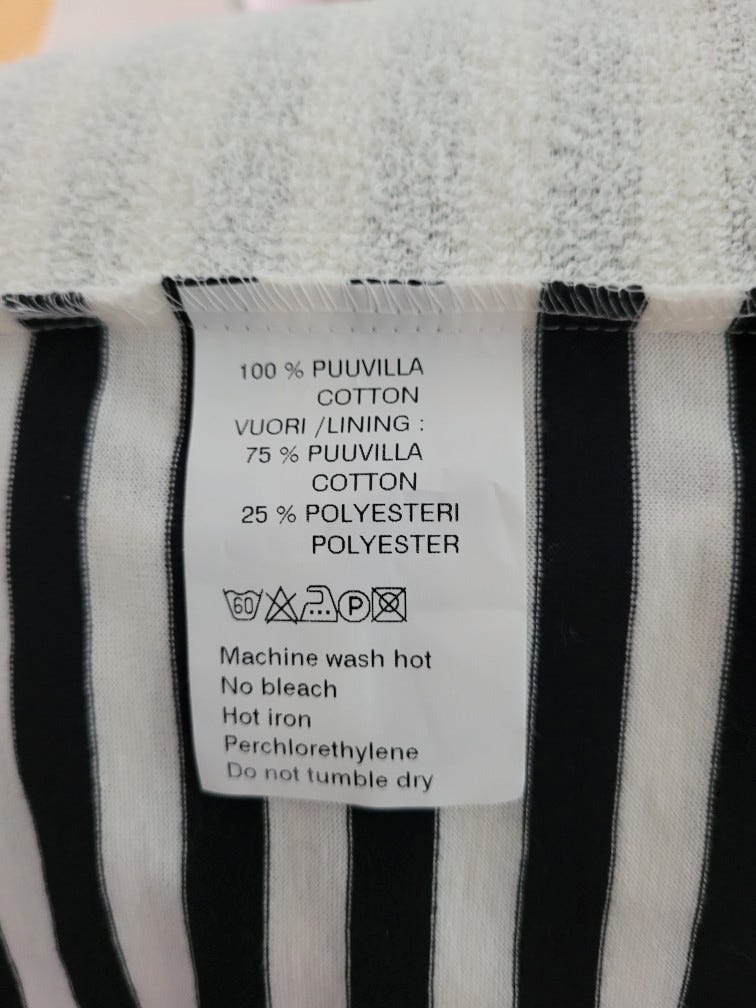 100 % PUUVILLA
COTTON
VUORI /LINING :
75 % PUUVILLA
COTTON
25 % POLYESTERI
POLYESTER
60 P
Machine wash hot
No bleach
Hot iron
Perchlorethylene
Do not tumble dry